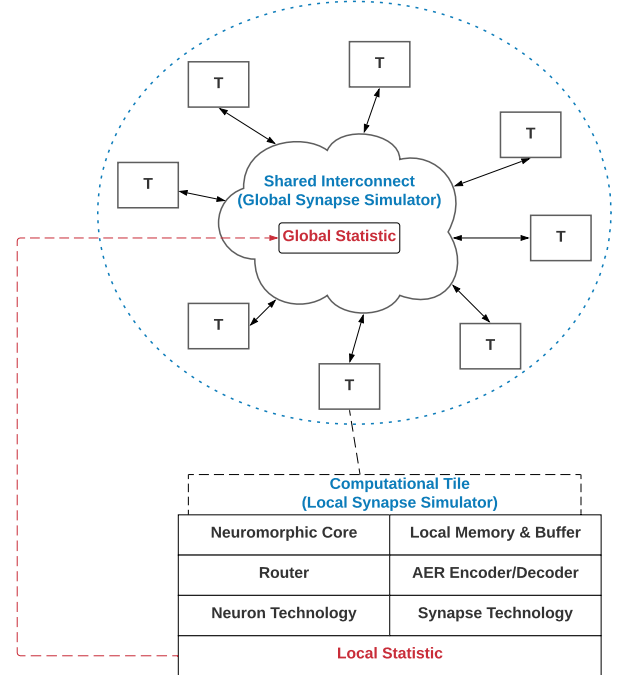 T
T
T
T
Shared Interconnect
(Global Synapse Simulator)
Global Statistic
T
T
T
T
Computational Tile
(Local Synapse Simulator)
Neuromorphic Core
Local Memory & Buffer
Router
AER Encoder/Decoder
Neuron Technology
Synapse Technology
Local Statistic